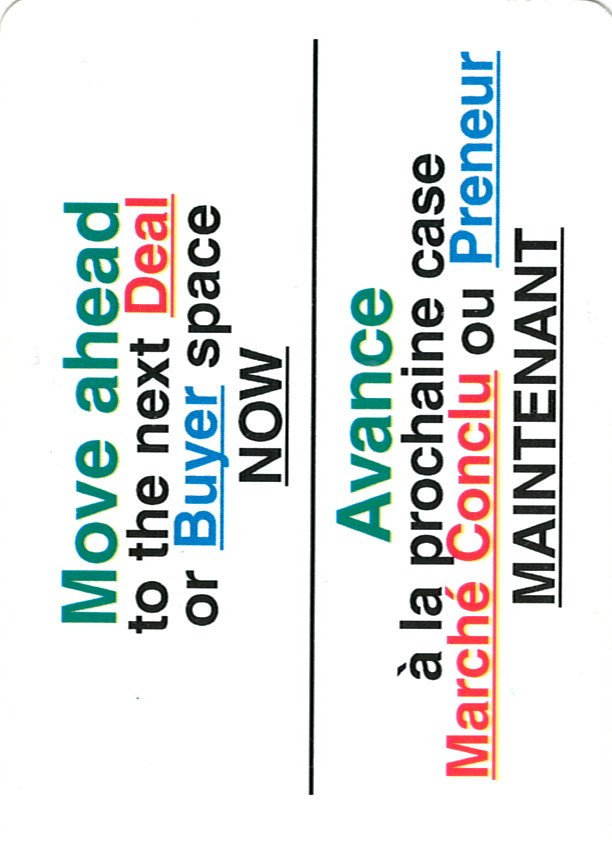 Move ahead
to the next Deal
or Buyer space
NOW
Avance
à la prochaine case
Marché Conclu ou Preneur
MAINTENANT